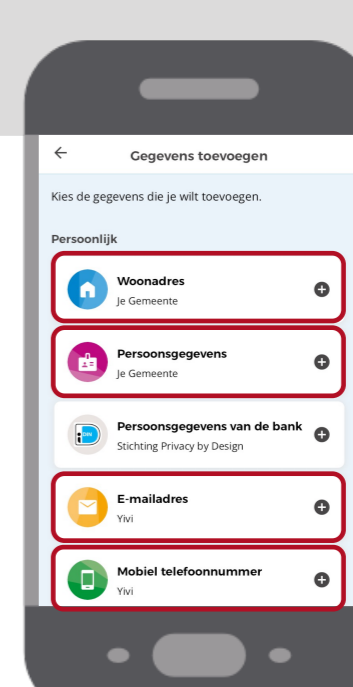 Gegevens toevoegen
Kies de gegevens die je wilt toevoegen.
Persoonlijk
Woonadres
Je Gemeente
Persoonsgegevens
Je Gemeente
iDIN
Persoonsgegevens van de bank
Stichting Privacy by Design
E-mailadres
Yivi
Mobiel telefoonnummer
Yivi